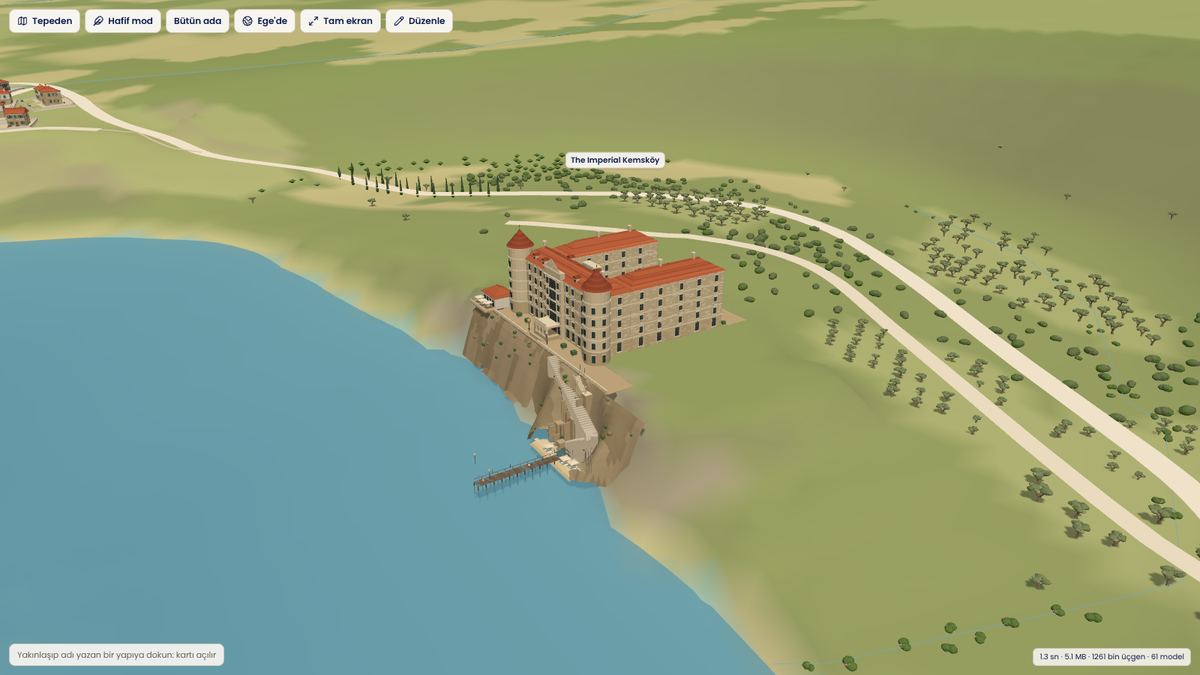 Tepeden
Hafif mod
Bütün ada
Ege'de
Tam ekran
Düzenle
The Imperial Kemsköy
Yakınlaşıp adı yazan bir yapıya dokun: kartı açılır
1.3 sn · 5.1 MB · 1261 bin üçgen · 61 model